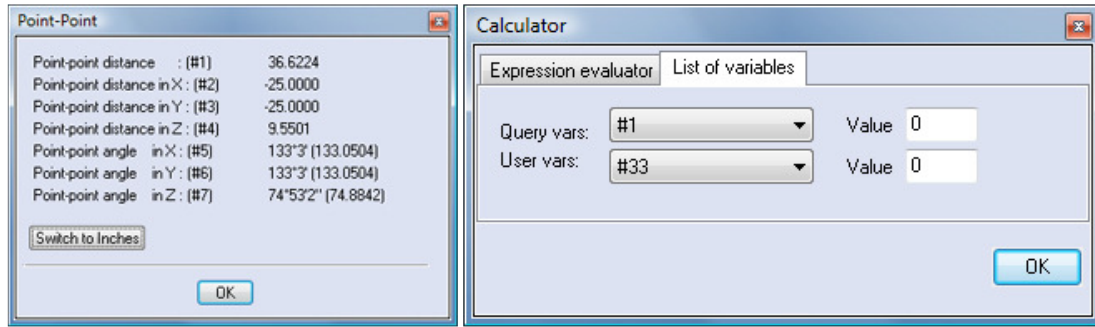 Point-Point
Point-point distance : (#1) 36.6224
Point-point distance in X : (#2) -25.0000
Point-point distance in Y : (#3) -25.0000
Point-point distance in Z : (#4) 9.5501
Point-point angle in X : (#5) 133°3' (133.0504)
Point-point angle in Y : (#6) 133°3' (133.0504)
Point-point angle in Z : (#7) 74°53'2" (74.8842)
Switch to Inches
OK
Calculator
Expression evaluator List of variables
Query vars: #1 Value 0
User vars: #33 Value 0
OK